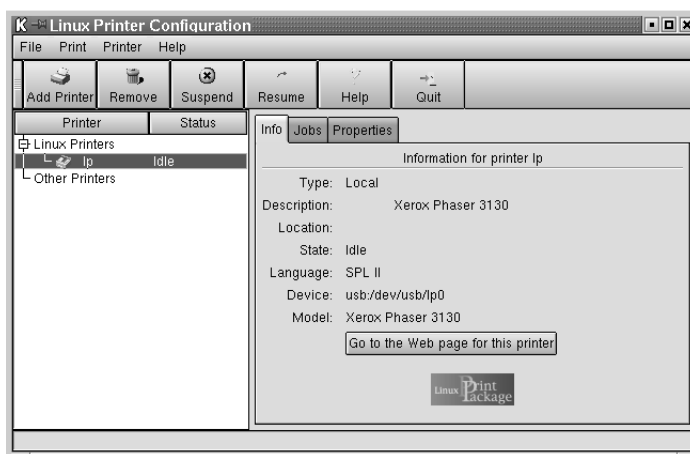 Linux Printer Configuration
File Print Printer Help
Add Printer Remove Suspend Resume Help Quit
Printer Status
Linux Printers
lp Idle
Other Printers
Info Jobs Properties
Information for printer lp
Type: Local
Description: Xerox Phaser 3130
Location:
State: Idle
Language: SPL II
Device: usb:/dev/usb/lp0
Model: Xerox Phaser 3130
Go to the Web page for this printer
Linux Print Package